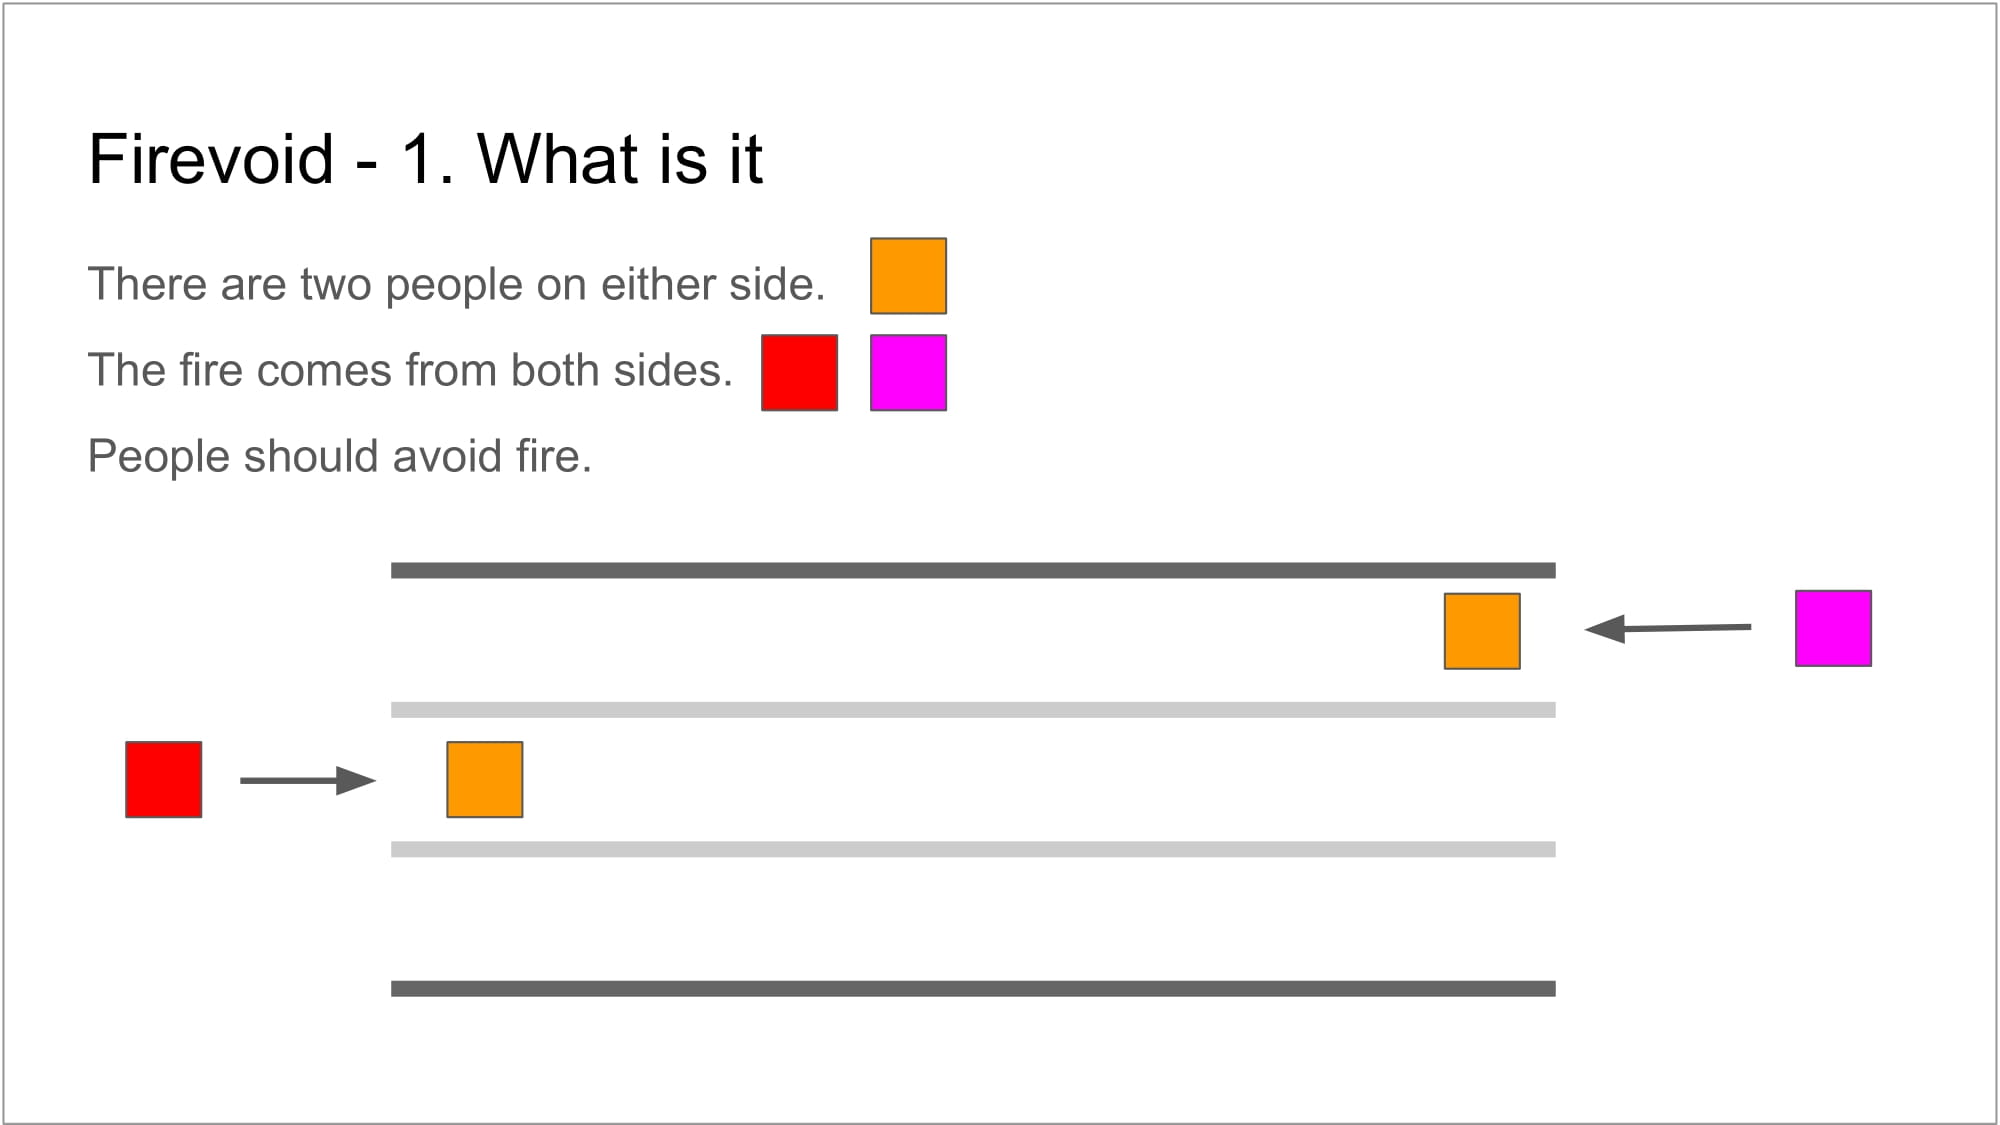 Firevoid - 1. What is it
There are two people on either side.
The fire comes from both sides.
People should avoid fire.